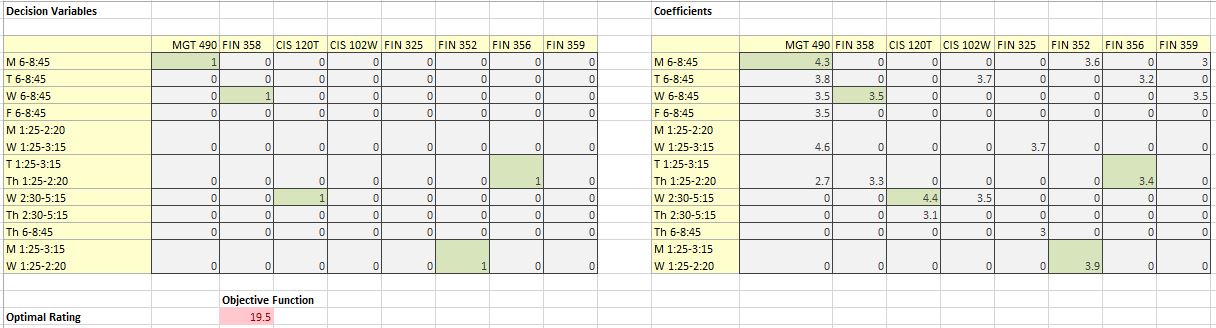 Decision Variables Coefficients
MGT 490 FIN 358 CIS 120T CIS 102W FIN 325 FIN 352 FIN 356 FIN 359 MGT 490 FIN 358 CIS 120T CIS 102W FIN 325 FIN 352 FIN 356 FIN 359
M 6-8:45 1 0 0 0 0 0 0 0 M 6-8:45 4.3 0 0 0 0 3.6 0 3
T 6-8:45 0 0 0 0 0 0 0 0 T 6-8:45 3.8 0 0 3.7 0 0 3.2 0
W 6-8:45 0 1 0 0 0 0 0 0 W 6-8:45 3.5 3.5 0 0 0 0 0 3.5
F 6-8:45 0 0 0 0 0 0 0 0 F 6-8:45 3.5 0 0 0 0 0 0 0
M 1:25-2:20 M 1:25-2:20
W 1:25-3:15 0 0 0 0 0 0 0 0 W 1:25-3:15 4.6 0 0 0 3.7 0 0 0
T 1:25-3:15 T 1:25-3:15
Th 1:25-2:20 0 0 0 0 0 0 1 0 Th 1:25-2:20 2.7 3.3 0 0 0 0 3.4 0
W 2:30-5:15 0 0 1 0 0 0 0 0 W 2:30-5:15 0 0 4.4 3.5 0 0 0 0
Th 2:30-5:15 0 0 0 0 0 0 0 0 Th 2:30-5:15 0 0 3.1 0 0 0 0 0
Th 6-8:45 0 0 0 0 0 0 0 0 Th 6-8:45 0 0 0 0 3 0 0 0
M 1:25-3:15 M 1:25-3:15
W 1:25-2:20 0 0 0 0 0 1 0 0 W 1:25-2:20 0 0 0 0 0 3.9 0 0
Objective Function
Optimal Rating 19.5